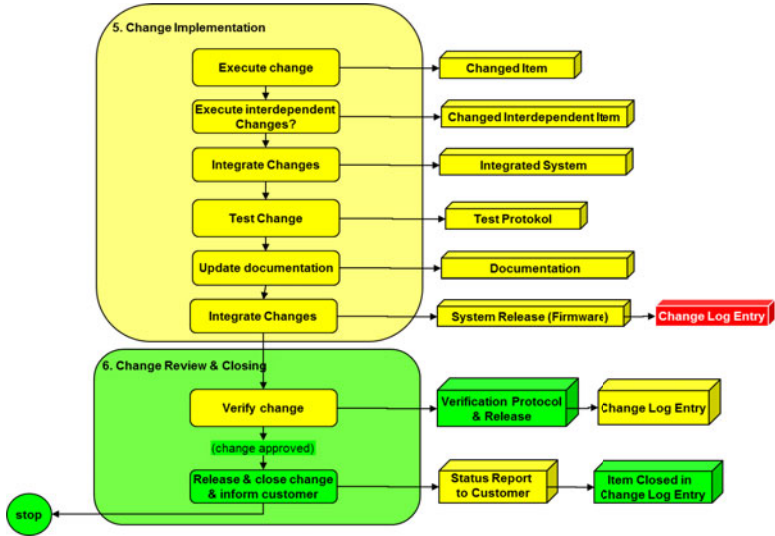 5. Change Implementation
Execute change
Changed Item
Execute interdependent
Changes?
Changed Interdependent Item
Integrate Changes
Integrated System
Test Change
Test Protokol
Update documentation
Documentation
Integrate Changes
System Release (Firmware)
Change Log Entry
6. Change Review & Closing
Verify change
Verification Protocol
& Release
Change Log Entry
(change approved)
Release & close change
& inform customer
Status Report
to Customer
Item Closed in
Change Log Entry
stop